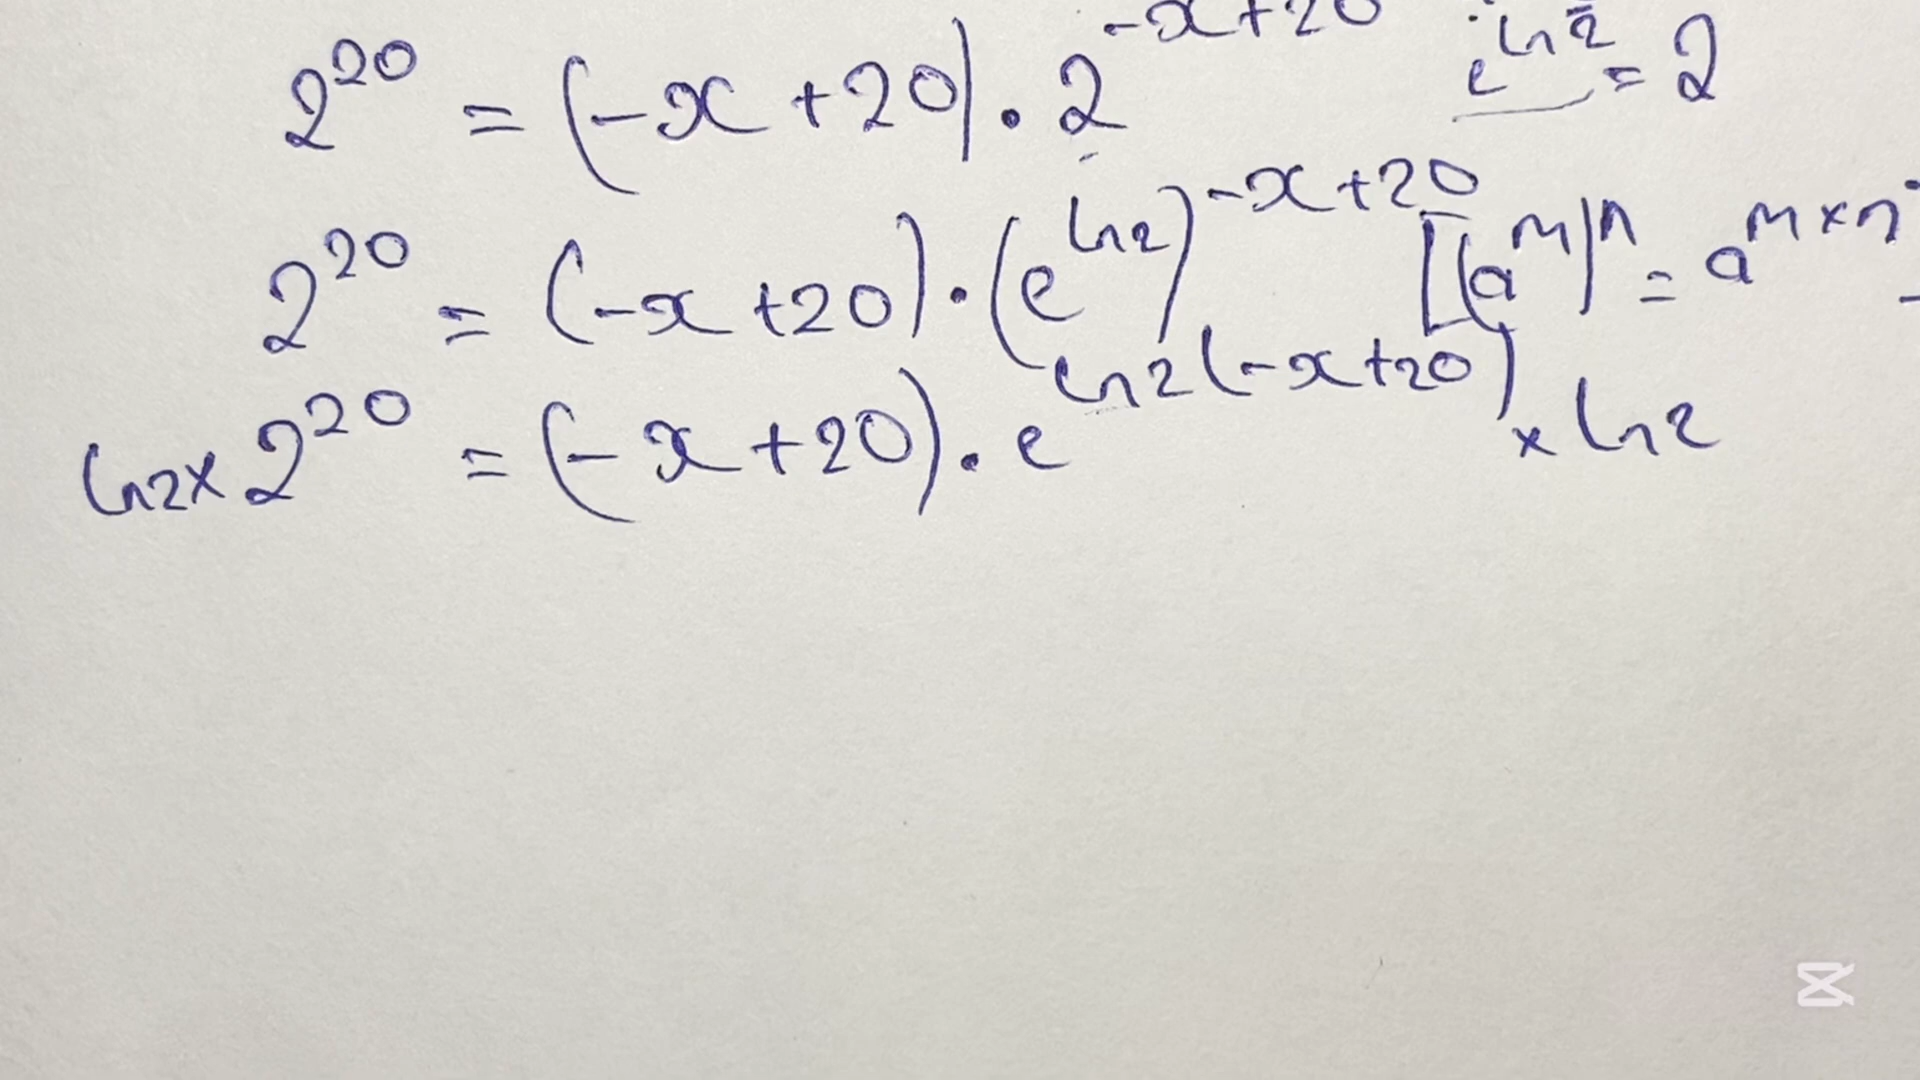 2^20 = (-x+20) · 2^-x+20 e^ln2 = 2
2^20 = (-x+20) · (e^ln2)^-x+20 [(a^m)^n = a^m×n
ln2× 2^20 = (-x+20) · e^ln2(-x+20) × ln2